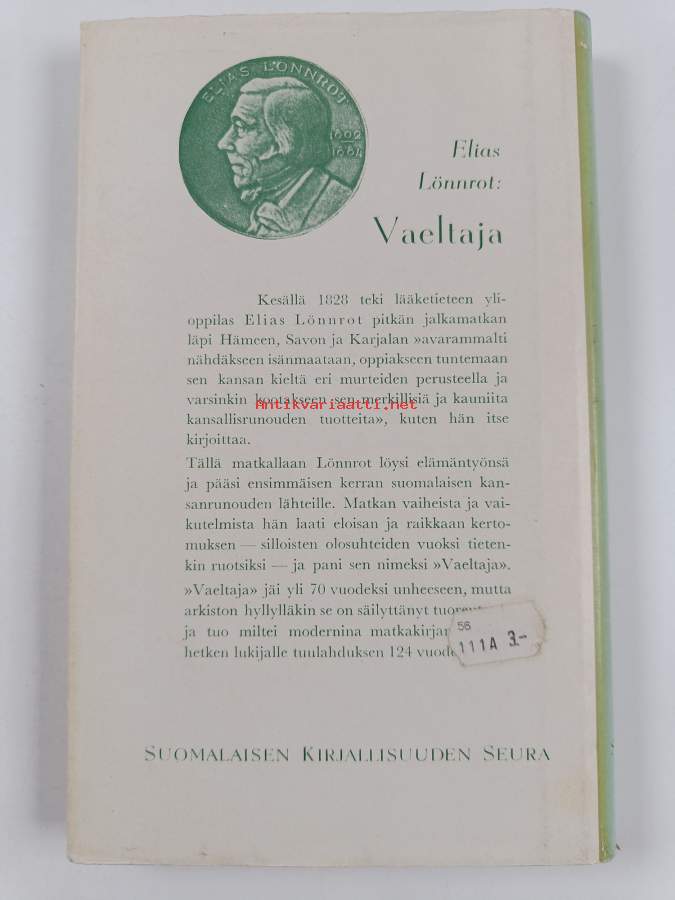 ELIAS LÖNNROT
1802
1884
Elias
Lönnrot:
Vaeltaja
Kesällä 1828 teki lääketieteen yli-
oppilas Elias Lönnrot pitkän jalkamatkan
läpi Hämeen, Savon ja Karjalan »avarammalti
nähdäkseen isänmaataan, oppiakseen tuntemaan
sen kansan kieltä eri murteiden perusteella ja
varsinkin kootakseen sen merkillisiä ja kauniita
Antikvariaatti.net
kansallisrunouden tuotteita», kuten hän itse
kirjoittaa.
Tällä matkallaan Lönnrot löysi elämäntyönsä
ja pääsi ensimmäisen kerran suomalaisen kan-
sanrunouden lähteille. Matkan vaiheista ja vai-
kutelmista hän laati eloisan ja raikkaan kerto-
muksen — silloisten olosuhteiden vuoksi tieten-
kin ruotsiksi — ja pani sen nimeksi »Vaeltaja».
»Vaeltaja» jäi yli 70 vuodeksi unheeseen, mutta
arkiston hyllylläkin se on säilyttänyt
ja tuo miltei modernina
hetken lukijalle tuulahduksen 124
56
111A 3.-
SUOMALAISEN KIRJALLISUUDEN SEURA